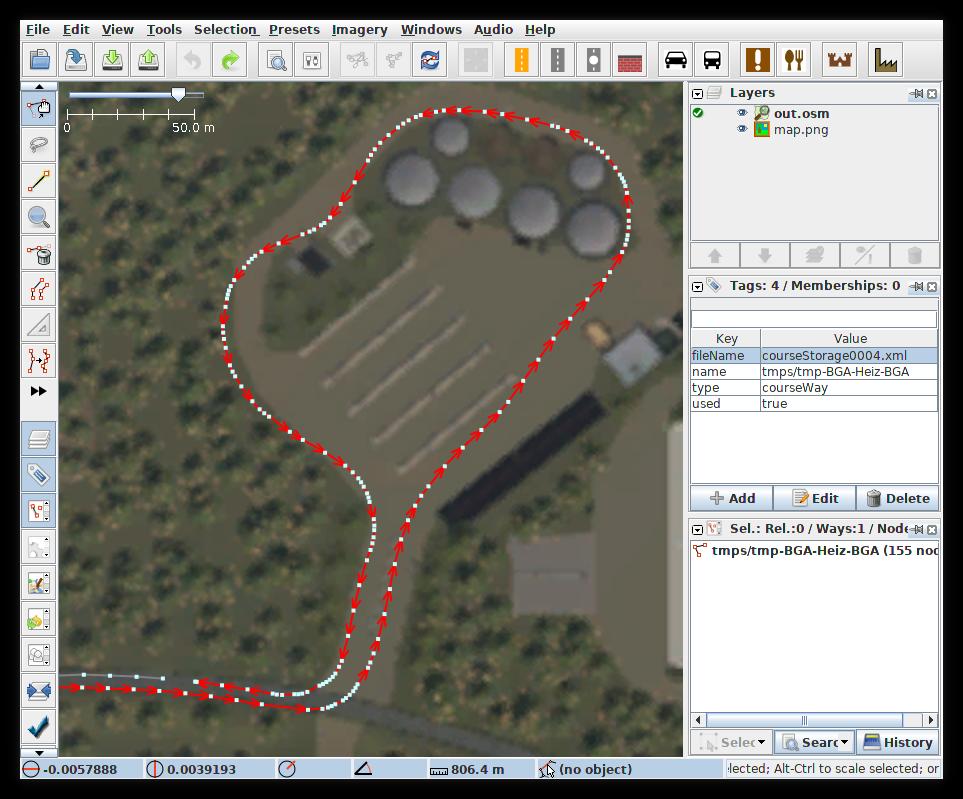 File Edit View Tools Selection Presets Imagery Windows Audio Help
0 50.0 m
Layers
out.osm
map.png
Tags: 4 / Memberships: 0
Key Value
fileName courseStorage0004.xml
name tmps/tmp-BGA-Heiz-BGA
type courseWay
used true
Add Edit Delete
Sel.: Rel.:0 / Ways:1 / Node
tmps/tmp-BGA-Heiz-BGA (155 nod
Selec Searc History
-0.0057888 0.0039193 806.4 m (no object) lected; Alt-Ctrl to scale selected; or